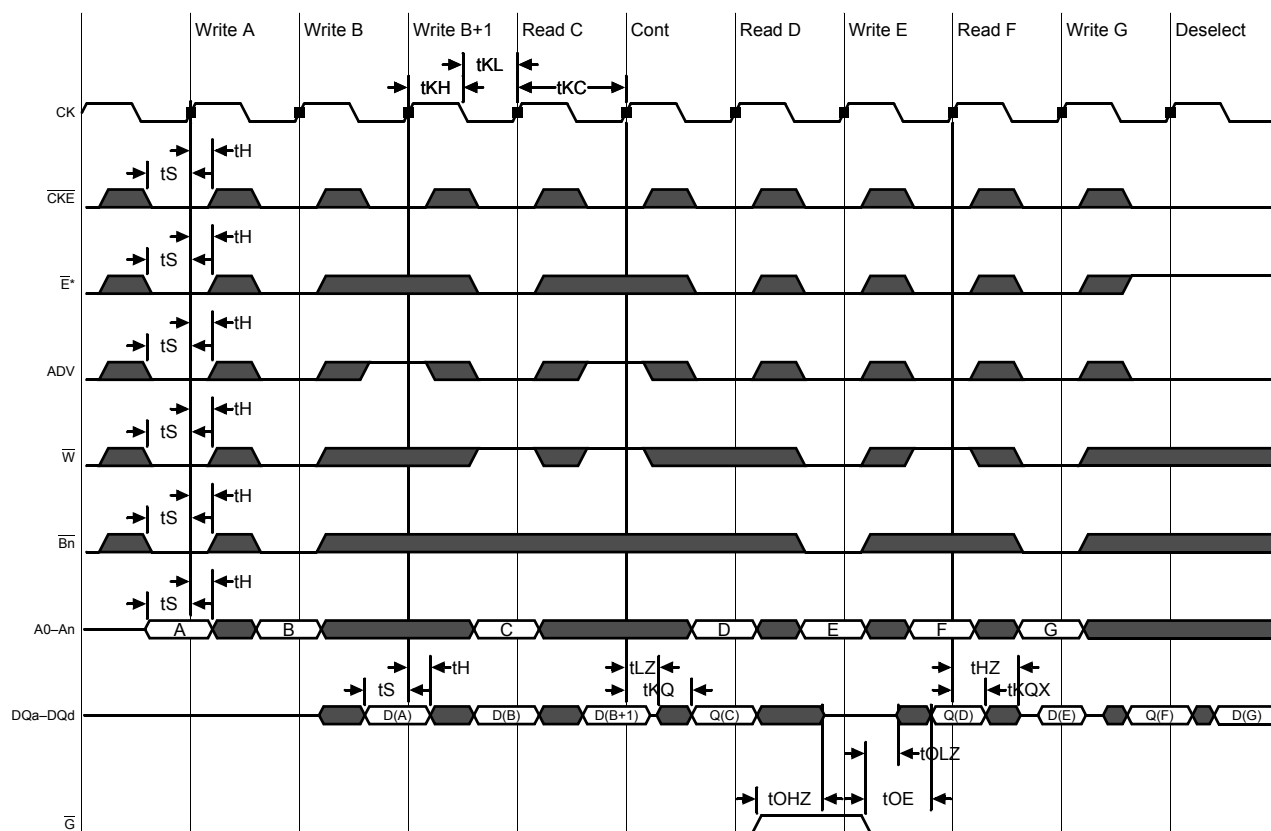 Write A Write B Write B+1 Read C Cont Read D Write E Read F Write G Deselect
tKL
tKH tKC
CK
tH
tS
CKE
tH
tS
E*
tH
tS
ADV
tH
tS
W
tH
tS
Bn
tH
tS
A0–An A B C D E F G
tH tLZ tHZ
tS tKQ tKQX
DQa–DQd D(A) D(B) D(B+1) Q(C) Q(D) D(E) Q(F) D(G)
tOLZ
tOHZ tOE
G